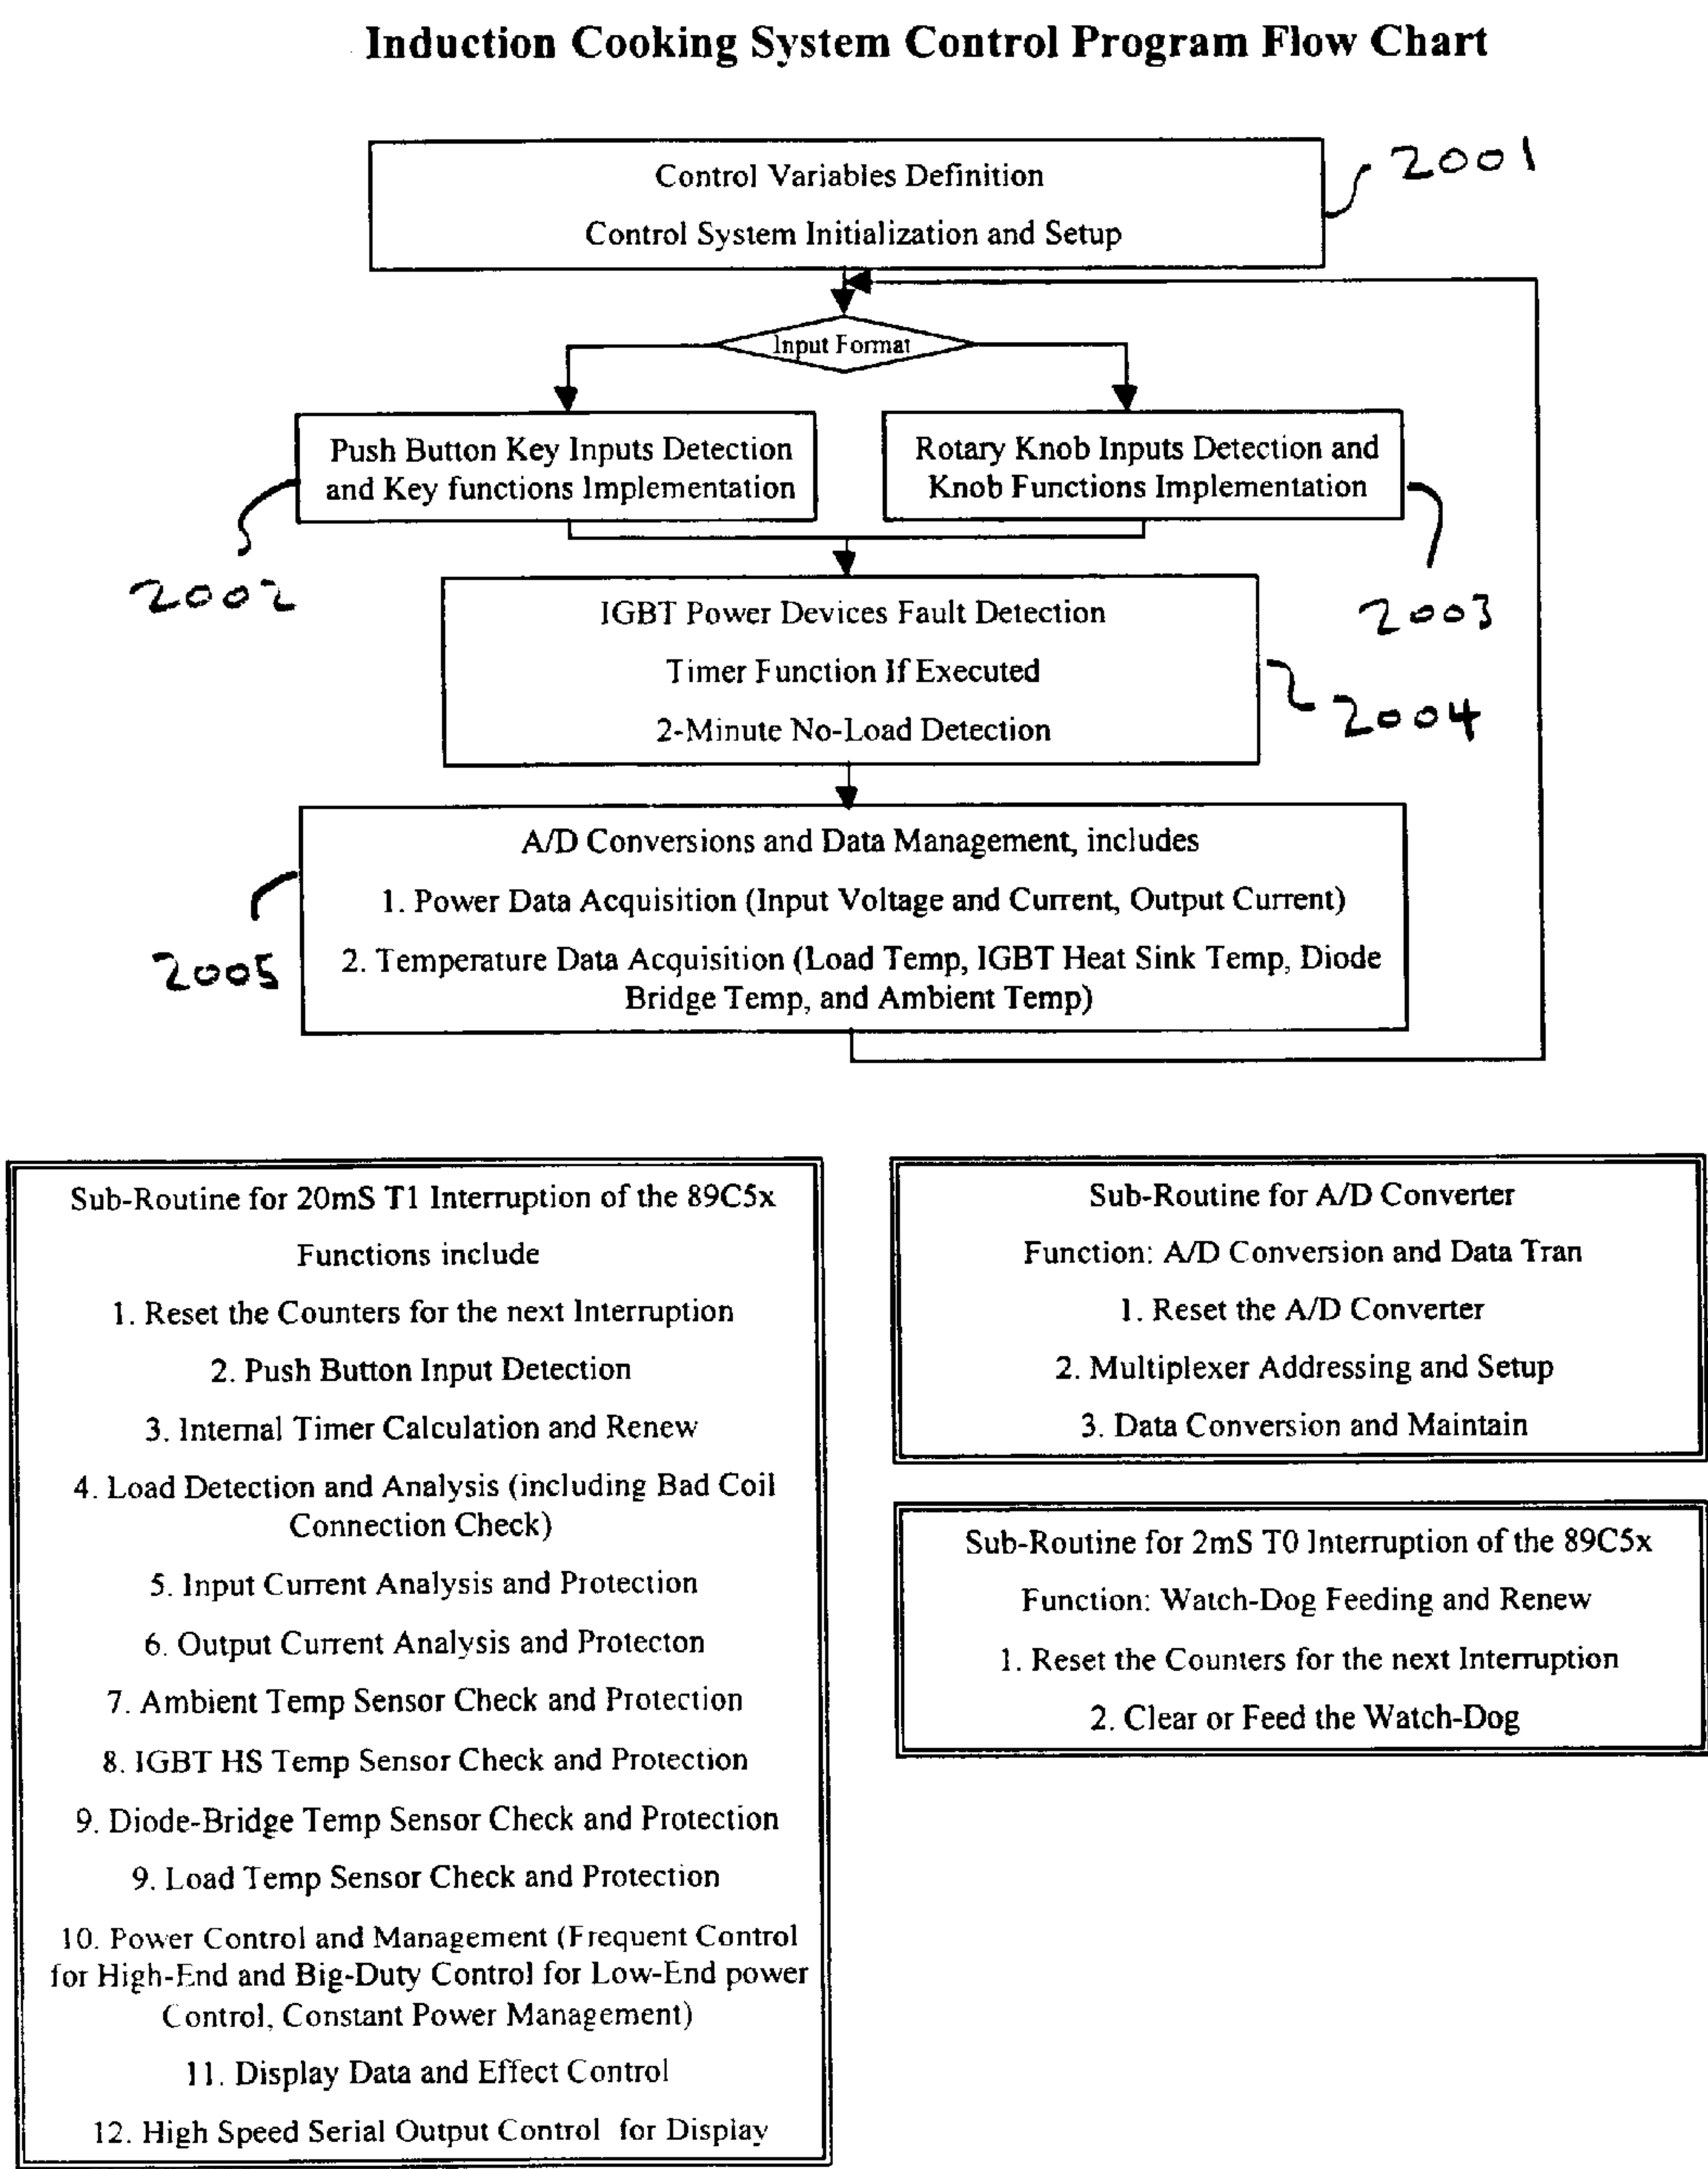 Induction Cooking System Control Program Flow Chart
Control Variables Definition
Control System Initialization and Setup
2001
Input Format
Push Button Key Inputs Detection
and Key functions Implementation
2002
Rotary Knob Inputs Detection and
Knob Functions Implementation
2003
IGBT Power Devices Fault Detection
Timer Function If Executed
2-Minute No-Load Detection
2004
A/D Conversions and Data Management, includes
1. Power Data Acquisition (Input Voltage and Current, Output Current)
2. Temperature Data Acquisition (Load Temp, IGBT Heat Sink Temp, Diode
Bridge Temp, and Ambient Temp)
2005
Sub-Routine for 20mS T1 Interruption of the 89C5x
Functions include
1. Reset the Counters for the next Interruption
2. Push Button Input Detection
3. Internal Timer Calculation and Renew
4. Load Detection and Analysis (including Bad Coil
Connection Check)
5. Input Current Analysis and Protection
6. Output Current Analysis and Protecton
7. Ambient Temp Sensor Check and Protection
8. IGBT HS Temp Sensor Check and Protection
9. Diode-Bridge Temp Sensor Check and Protection
9. Load Temp Sensor Check and Protection
10. Power Control and Management (Frequent Control
for High-End and Big-Duty Control for Low-End power
Control, Constant Power Management)
11. Display Data and Effect Control
12. High Speed Serial Output Control for Display
Sub-Routine for A/D Converter
Function: A/D Conversion and Data Tran
1. Reset the A/D Converter
2. Multiplexer Addressing and Setup
3. Data Conversion and Maintain
Sub-Routine for 2mS T0 Interruption of the 89C5x
Function: Watch-Dog Feeding and Renew
1. Reset the Counters for the next Interruption
2. Clear or Feed the Watch-Dog